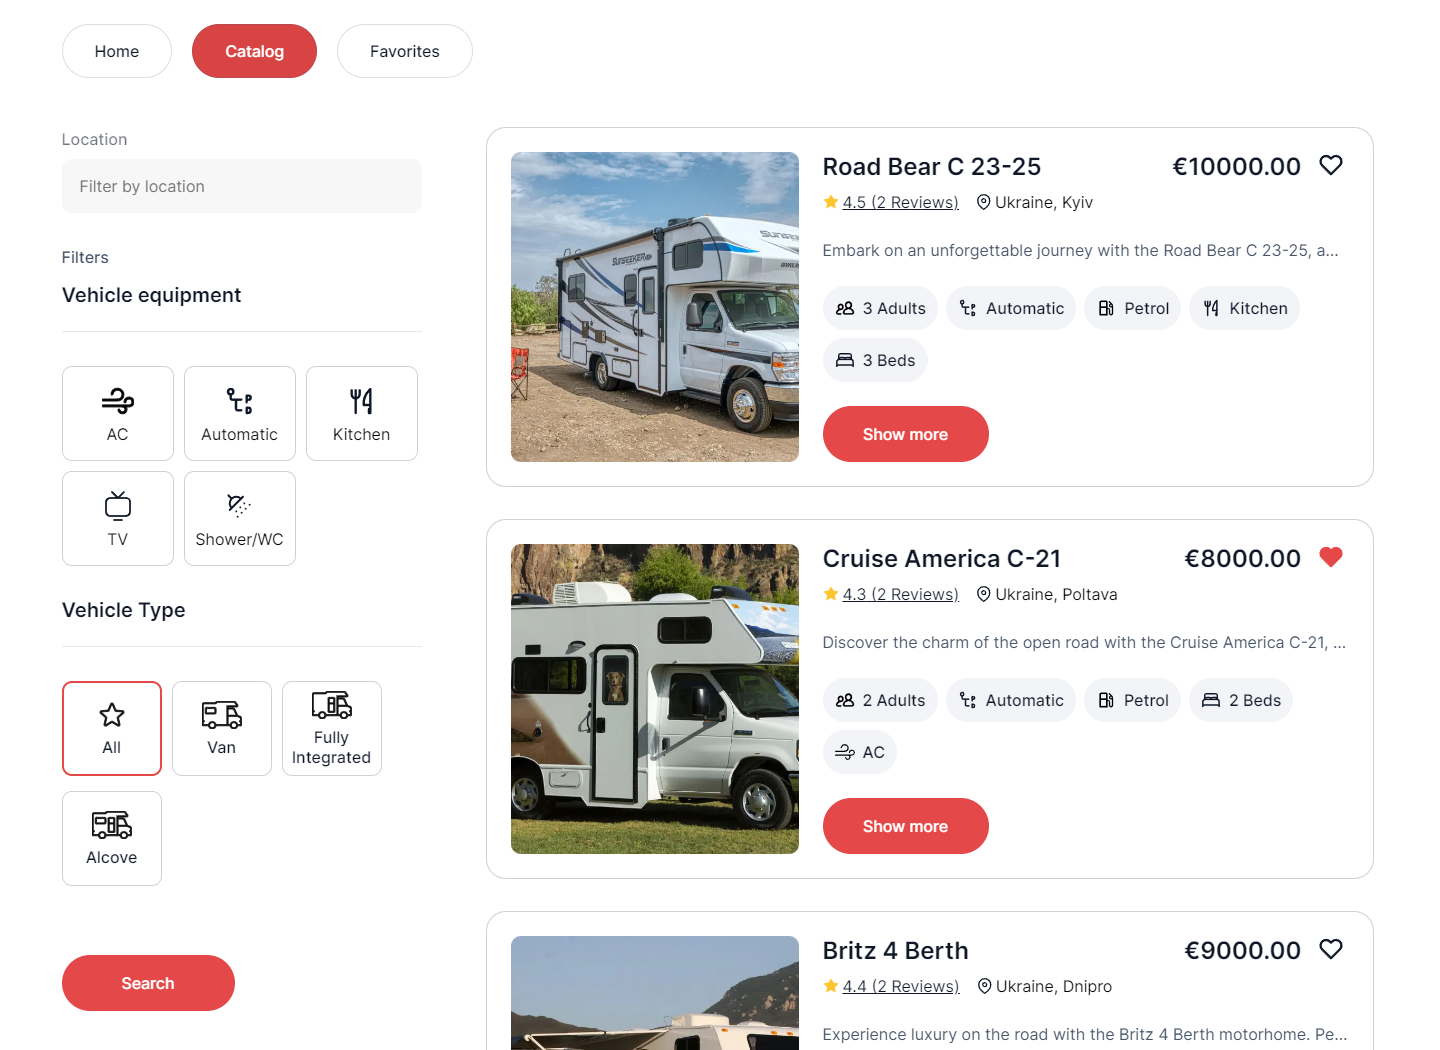 Home
Catalog
Favorites
Location
Filter by location
Filters
Vehicle equipment
AC
Automatic
Kitchen
TV
Shower/WC
Vehicle Type
All
Van
Fully
Integrated
Alcove
Search
Road Bear C 23-25
€10000.00
4.5 (2 Reviews)
Ukraine, Kyiv
Embark on an unforgettable journey with the Road Bear C 23-25, a...
SUNSEEKER
3 Adults
Automatic
Petrol
Kitchen
3 Beds
Show more
Cruise America C-21
€8000.00
4.3 (2 Reviews)
Ukraine, Poltava
Discover the charm of the open road with the Cruise America C-21, ...
2 Adults
Automatic
Petrol
2 Beds
AC
Show more
Britz 4 Berth
€9000.00
4.4 (2 Reviews)
Ukraine, Dnipro
Experience luxury on the road with the Britz 4 Berth motorhome. Pe...